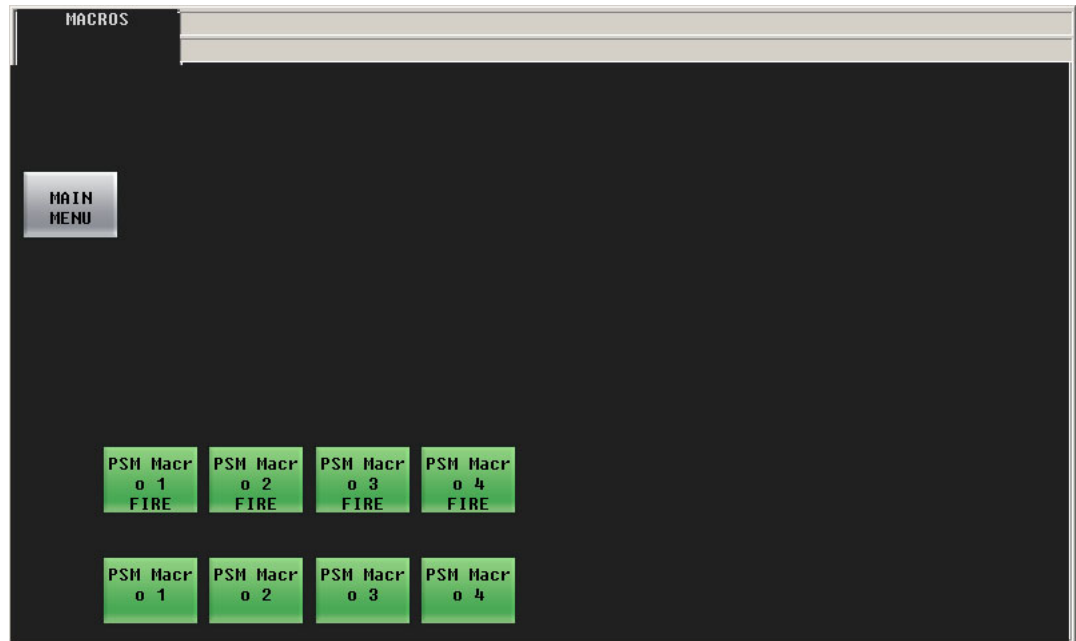 MACROS
MAIN
MENU
PSM Macr
o 1
FIRE
PSM Macr
o 2
FIRE
PSM Macr
o 3
FIRE
PSM Macr
o 4
FIRE
PSM Macr
o 1
PSM Macr
o 2
PSM Macr
o 3
PSM Macr
o 4